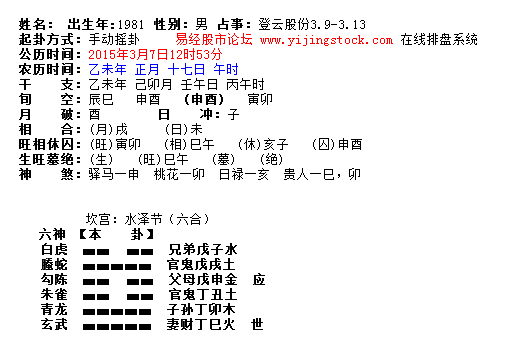 姓名： 出生年:1981 性别：男 占事：登云股份3.9-3.13
起卦方式：手动摇卦 易经股市论坛 www.yijingstock.com 在线排盘系统
公历时间：2015年3月7日12时53分
农历时间：乙未年 正月 十七日 午时
干 支：乙未年 己卯月 壬午日 丙午时
旬 空：辰巳 申酉 (申酉) 寅卯
月 破：酉 日 冲：子
相 合：(月)戌 (日)未
旺相休囚：(旺)寅卯 (相)巳午 (休)亥子 (囚)申酉
生旺墓绝：(生) (旺)巳午 (墓) (绝)
神 煞：驿马—申 桃花—卯 日禄—亥 贵人—巳，卯
坎宫：水泽节（六合）
六神 【本 卦】
白虎 兄弟戊子水
螣蛇 官鬼戊戌土
勾陈 父母戊申金 应
朱雀 官鬼丁丑土
青龙 子孙丁卯木
玄武 妻财丁巳火 世